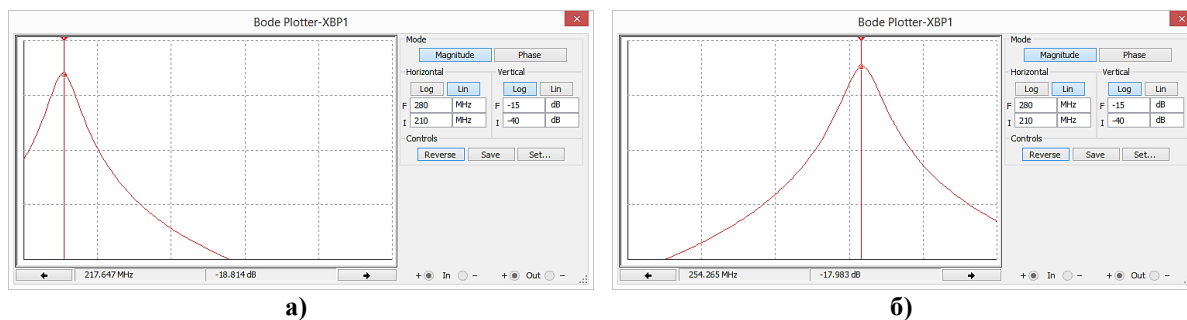 Bode Plotter-XBP1
Mode
Magnitude Phase
Horizontal Vertical
Log Lin Log Lin
F 280 MHz F -15 dB
I 210 MHz I -40 dB
Controls
Reverse Save Set...
217.647 MHz -18.814 dB + In - + Out -
а)
Bode Plotter-XBP1
Mode
Magnitude Phase
Horizontal Vertical
Log Lin Log Lin
F 280 MHz F -15 dB
I 210 MHz I -40 dB
Controls
Reverse Save Set...
254.265 MHz -17.983 dB + In - + Out -
б)